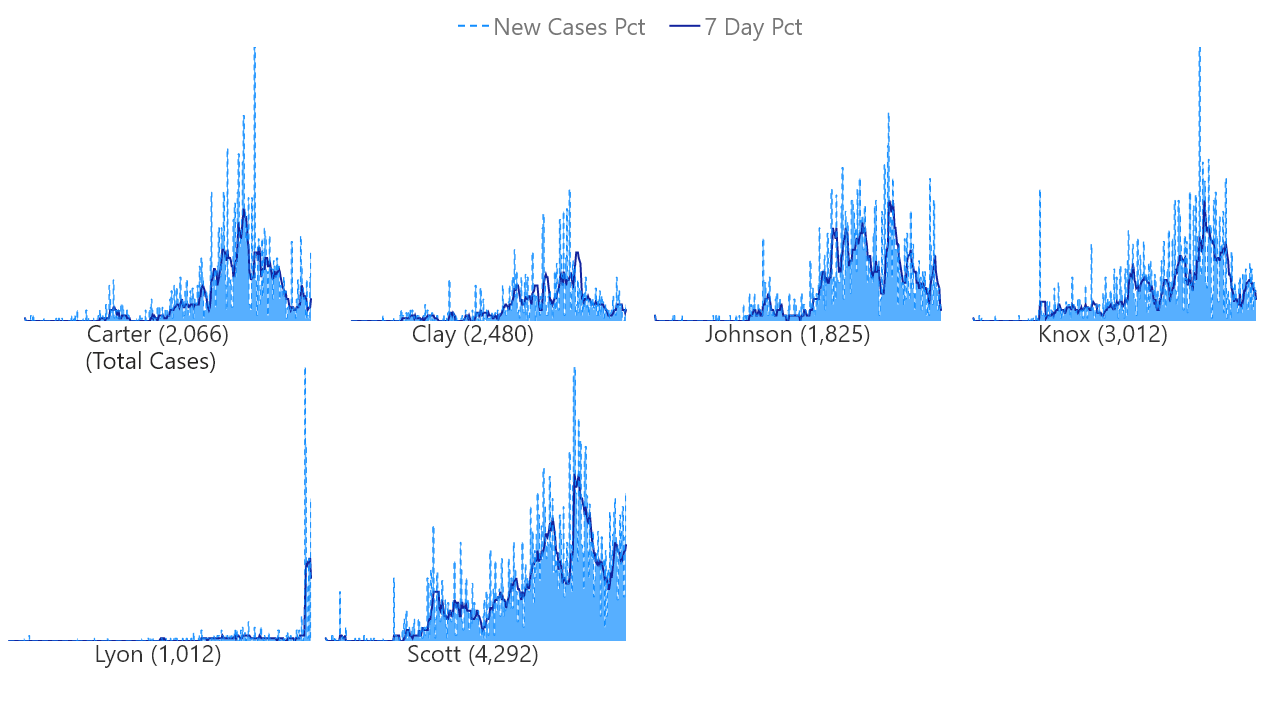 New Cases Pct 7 Day Pct
Carter (2,066)
(Total Cases)
Clay (2,480)
Johnson (1,825)
Knox (3,012)
Lyon (1,012)
Scott (4,292)